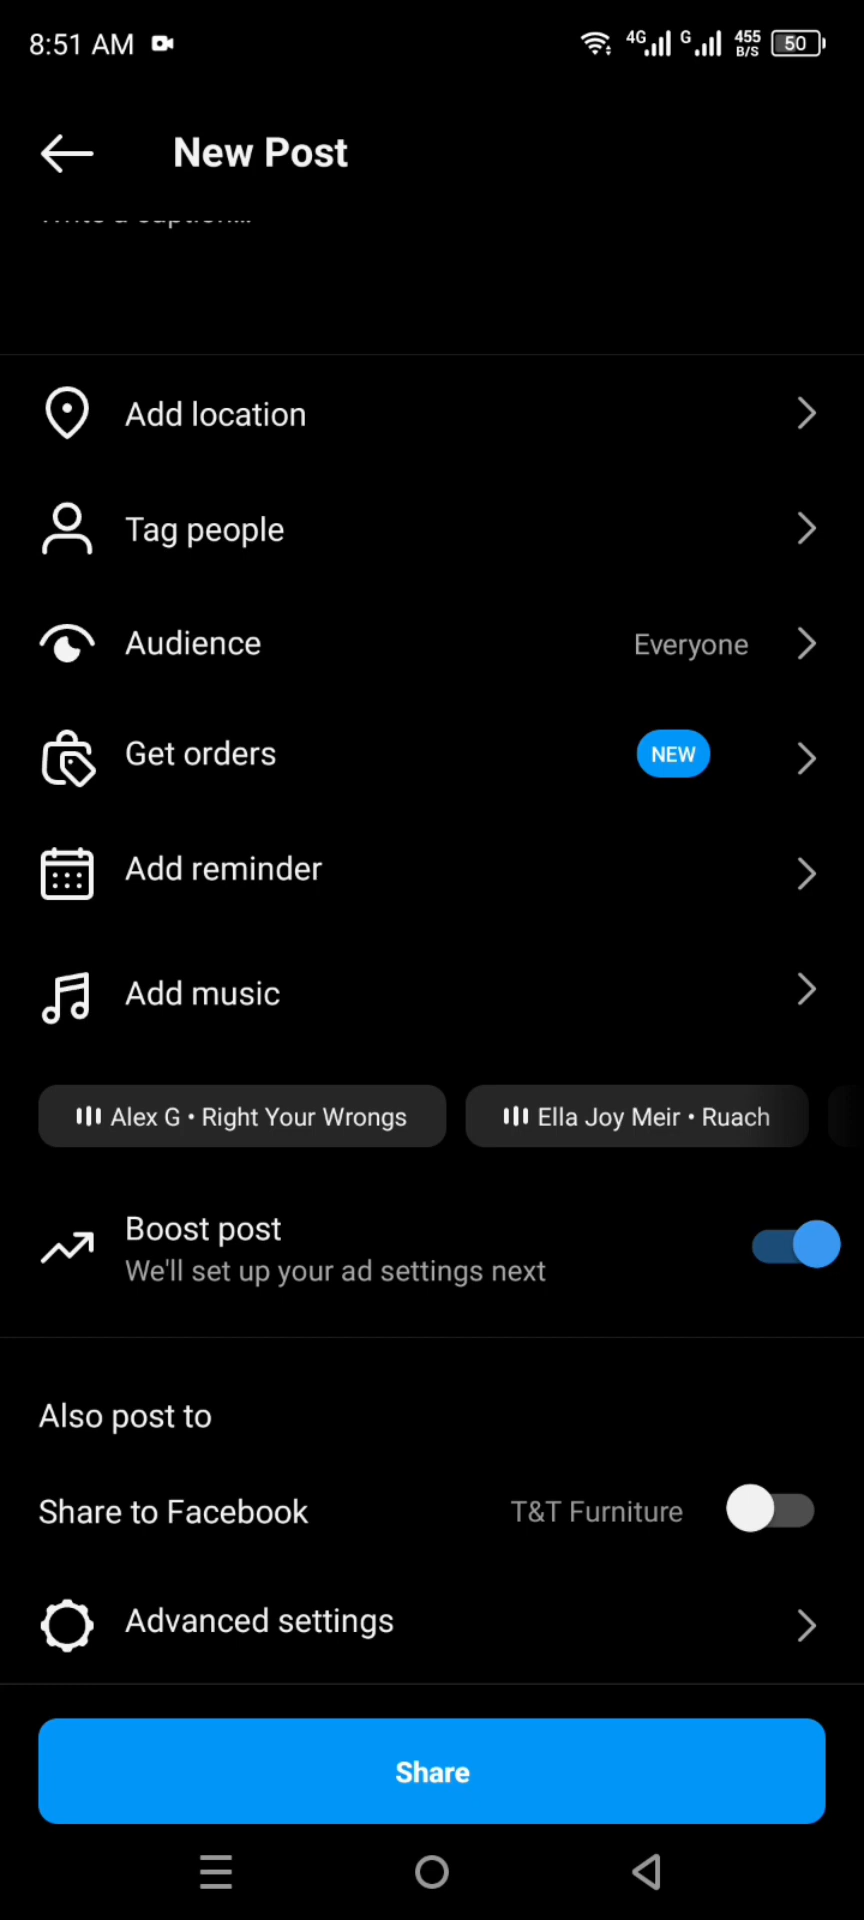 8:51 AM
4G G 455 B/S 50
New Post
Write a caption...
Add location
Tag people
Audience Everyone
Get orders NEW
Add reminder
Add music
Alex G • Right Your Wrongs Ella Joy Meir • Ruach
Boost post
We'll set up your ad settings next
Also post to
Share to Facebook T&T Furniture
Advanced settings
Share